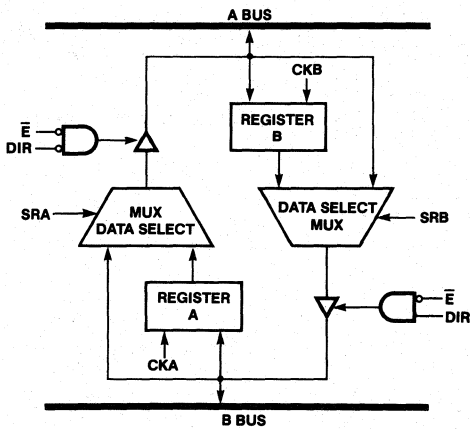 A BUS
CKB
REGISTER
B
E̅
DIR
MUX
DATA SELECT
SRA
DATA SELECT
MUX
SRB
REGISTER
A
E̅
DIR
CKA
B BUS